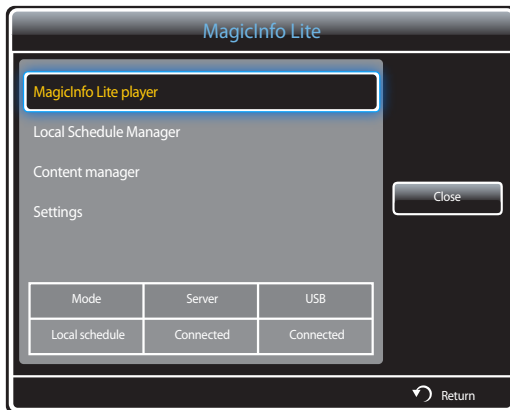 MagicInfo Lite
MagicInfo Lite player
Local Schedule Manager
Content manager
Settings
Close
Mode Server USB
Local schedule Connected Connected
Return